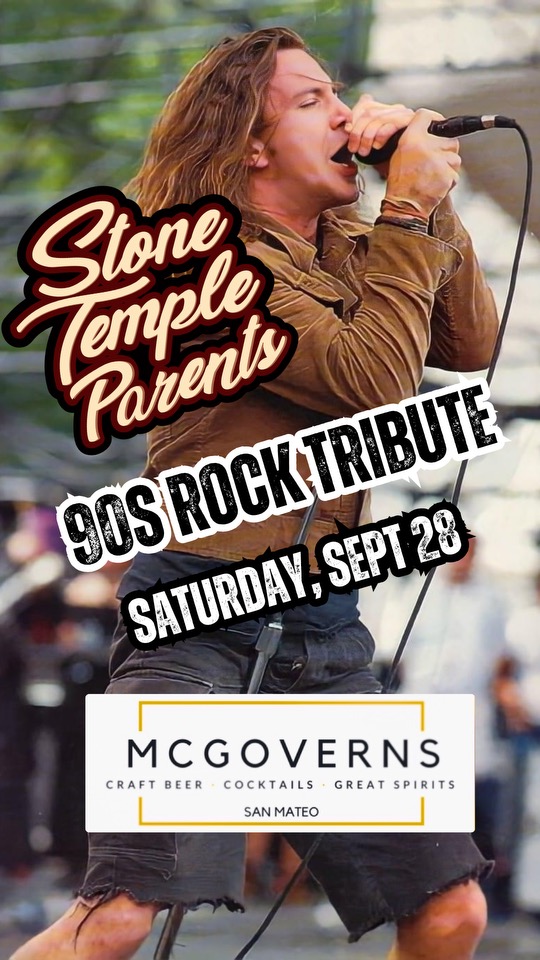 Stone
Temple
Parents
90S ROCK TRIBUTE
SATURDAY, SEPT 28
MCGOVERNS
CRAFT BEER · COCKTAILS · GREAT SPIRITS
SAN MATEO